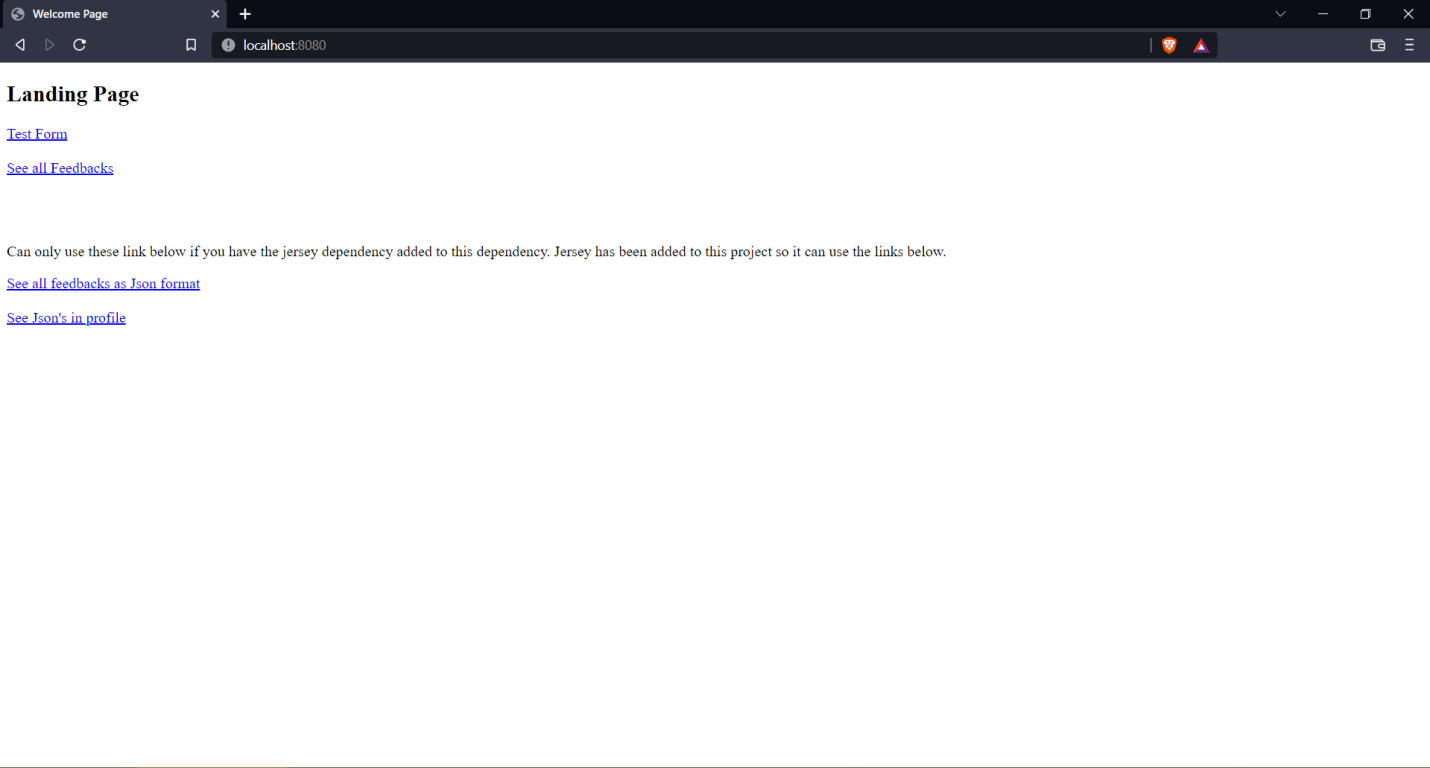 Welcome Page
localhost:8080
Landing Page
Test Form
See all Feedbacks
Can only use these link below if you have the jersey dependency added to this dependency. Jersey has been added to this project so it can use the links below.
See all feedbacks as Json format
See Json's in profile